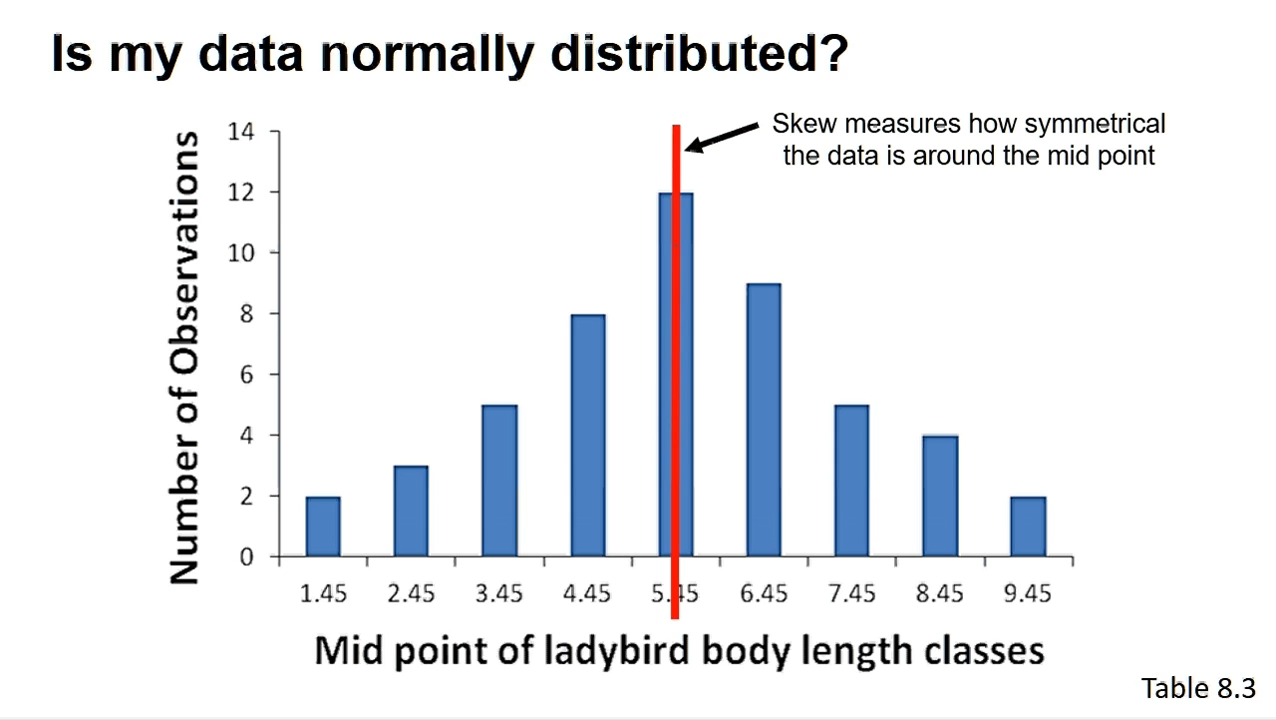 Is my data normally distributed?
Skew measures how symmetrical
the data is around the mid point
Number of Observations
14
12
10
8
6
4
2
0
1.45 2.45 3.45 4.45 5.45 6.45 7.45 8.45 9.45
Mid point of ladybird body length classes
Table 8.3